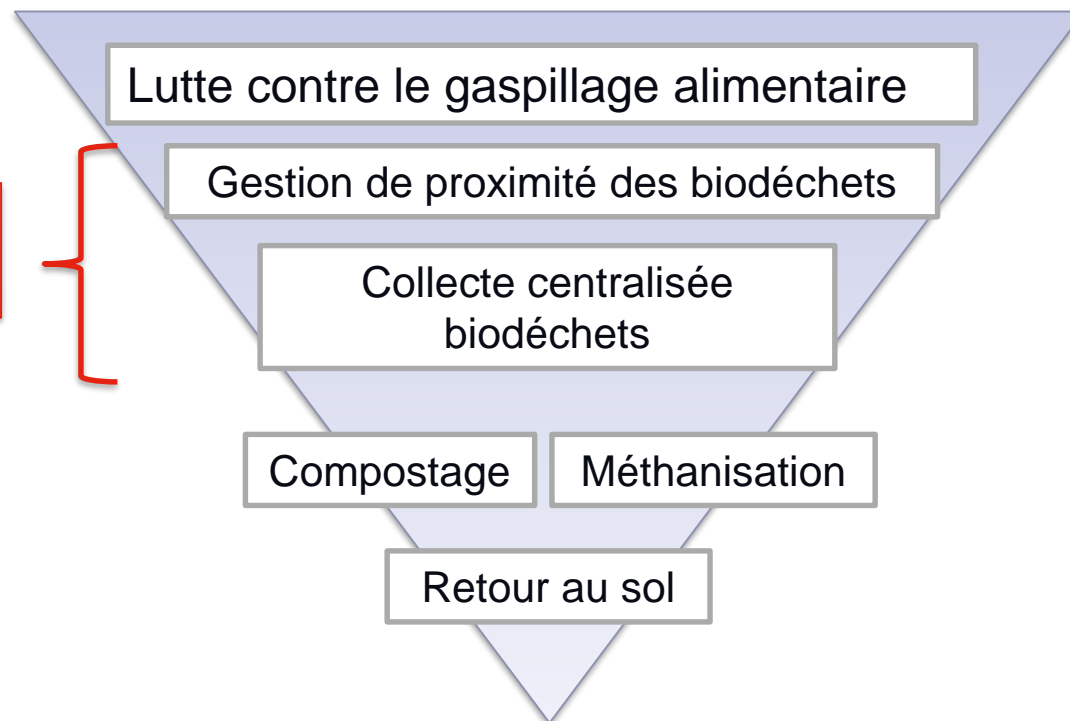 Lutte contre le gaspillage alimentaire
Gestion de proximité des biodéchets
Collecte centralisée
biodéchets
Compostage
Méthanisation
Retour au sol